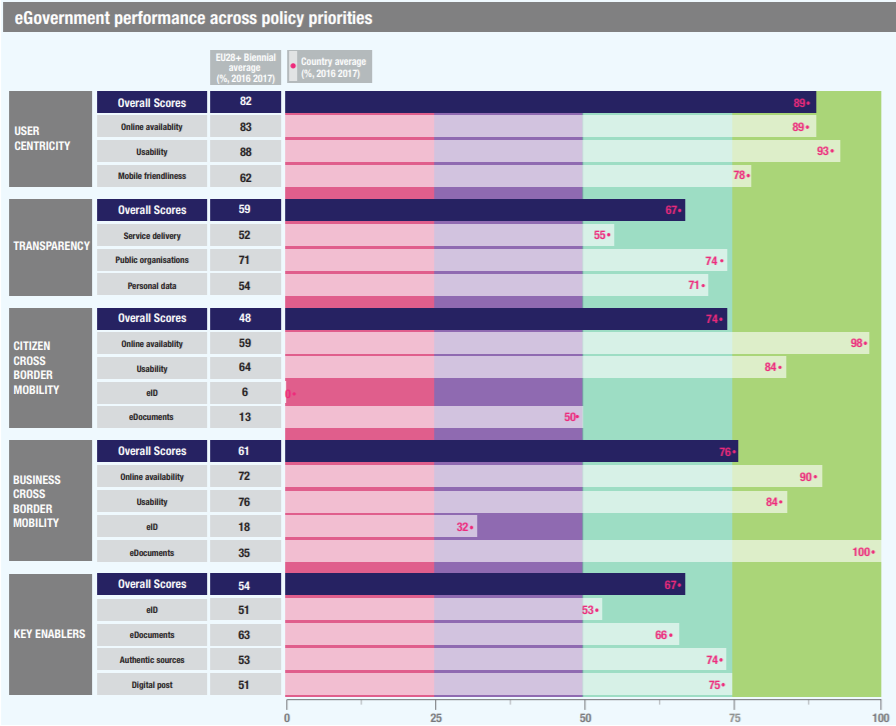 eGovernment performance across policy priorities
EU28+ Biennial
average
(%, 2016 2017)
Country average
(%, 2016 2017)
USER
CENTRICITY
Overall Scores 82 89
Online availablity 83 89
Usability 88 93
Mobile friendliness 62 78
TRANSPARENCY
Overall Scores 59 67
Service delivery 52 55
Public organisations 71 74
Personal data 54 71
CITIZEN
CROSS
BORDER
MOBILITY
Overall Scores 48 74
Online availablity 59 98
Usability 64 84
eID 6 0
eDocuments 13 50
BUSINESS
CROSS
BORDER
MOBILITY
Overall Scores 61 76
Online availability 72 90
Usability 76 84
eID 18 32
eDocuments 35 100
KEY ENABLERS
Overall Scores 54 67
eID 51 53
eDocuments 63 66
Authentic sources 53 74
Digital post 51 75
0 25 50 75 100